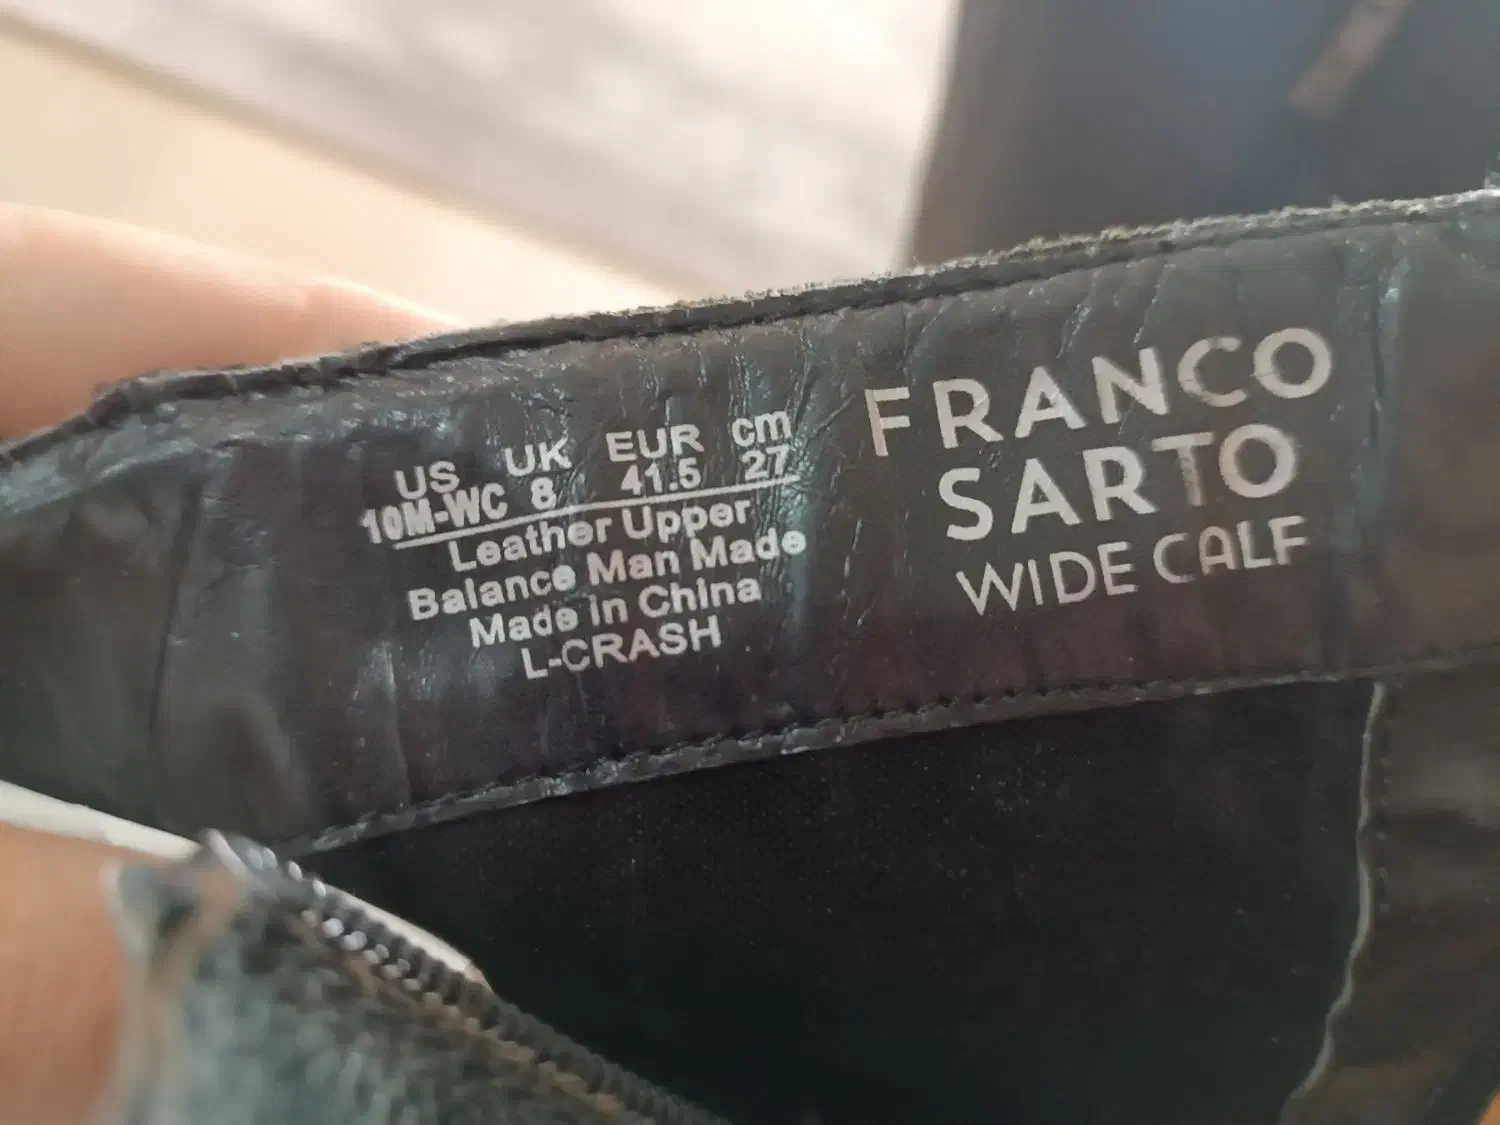 US UK EUR cm
10M-WC 8 41.5 27
Leather Upper
Balance Man Made
Made in China
L-CRASH
FRANCO
SARTO
WIDE CALF